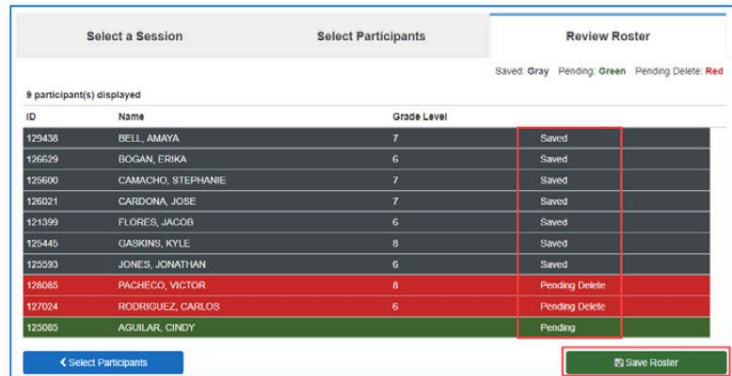 Select a Session Select Participants Review Roster
Saved: Gray Pending: Green Pending Delete: Red
9 participant(s) displayed
ID Name Grade Level
129438 BELL, AMAYA 7 Saved
126629 BOGAN, ERIKA 6 Saved
125600 CAMACHO, STEPHANIE 7 Saved
126021 CARDONA, JOSE 7 Saved
121399 FLORES, JACOB 6 Saved
125445 GASKINS, KYLE 8 Saved
125593 JONES, JONATHAN 6 Saved
128085 PACHECO, VICTOR 8 Pending Delete
127024 RODRIGUEZ, CARLOS 6 Pending Delete
125085 AGUILAR, CINDY Pending
Select Participants Save Roster